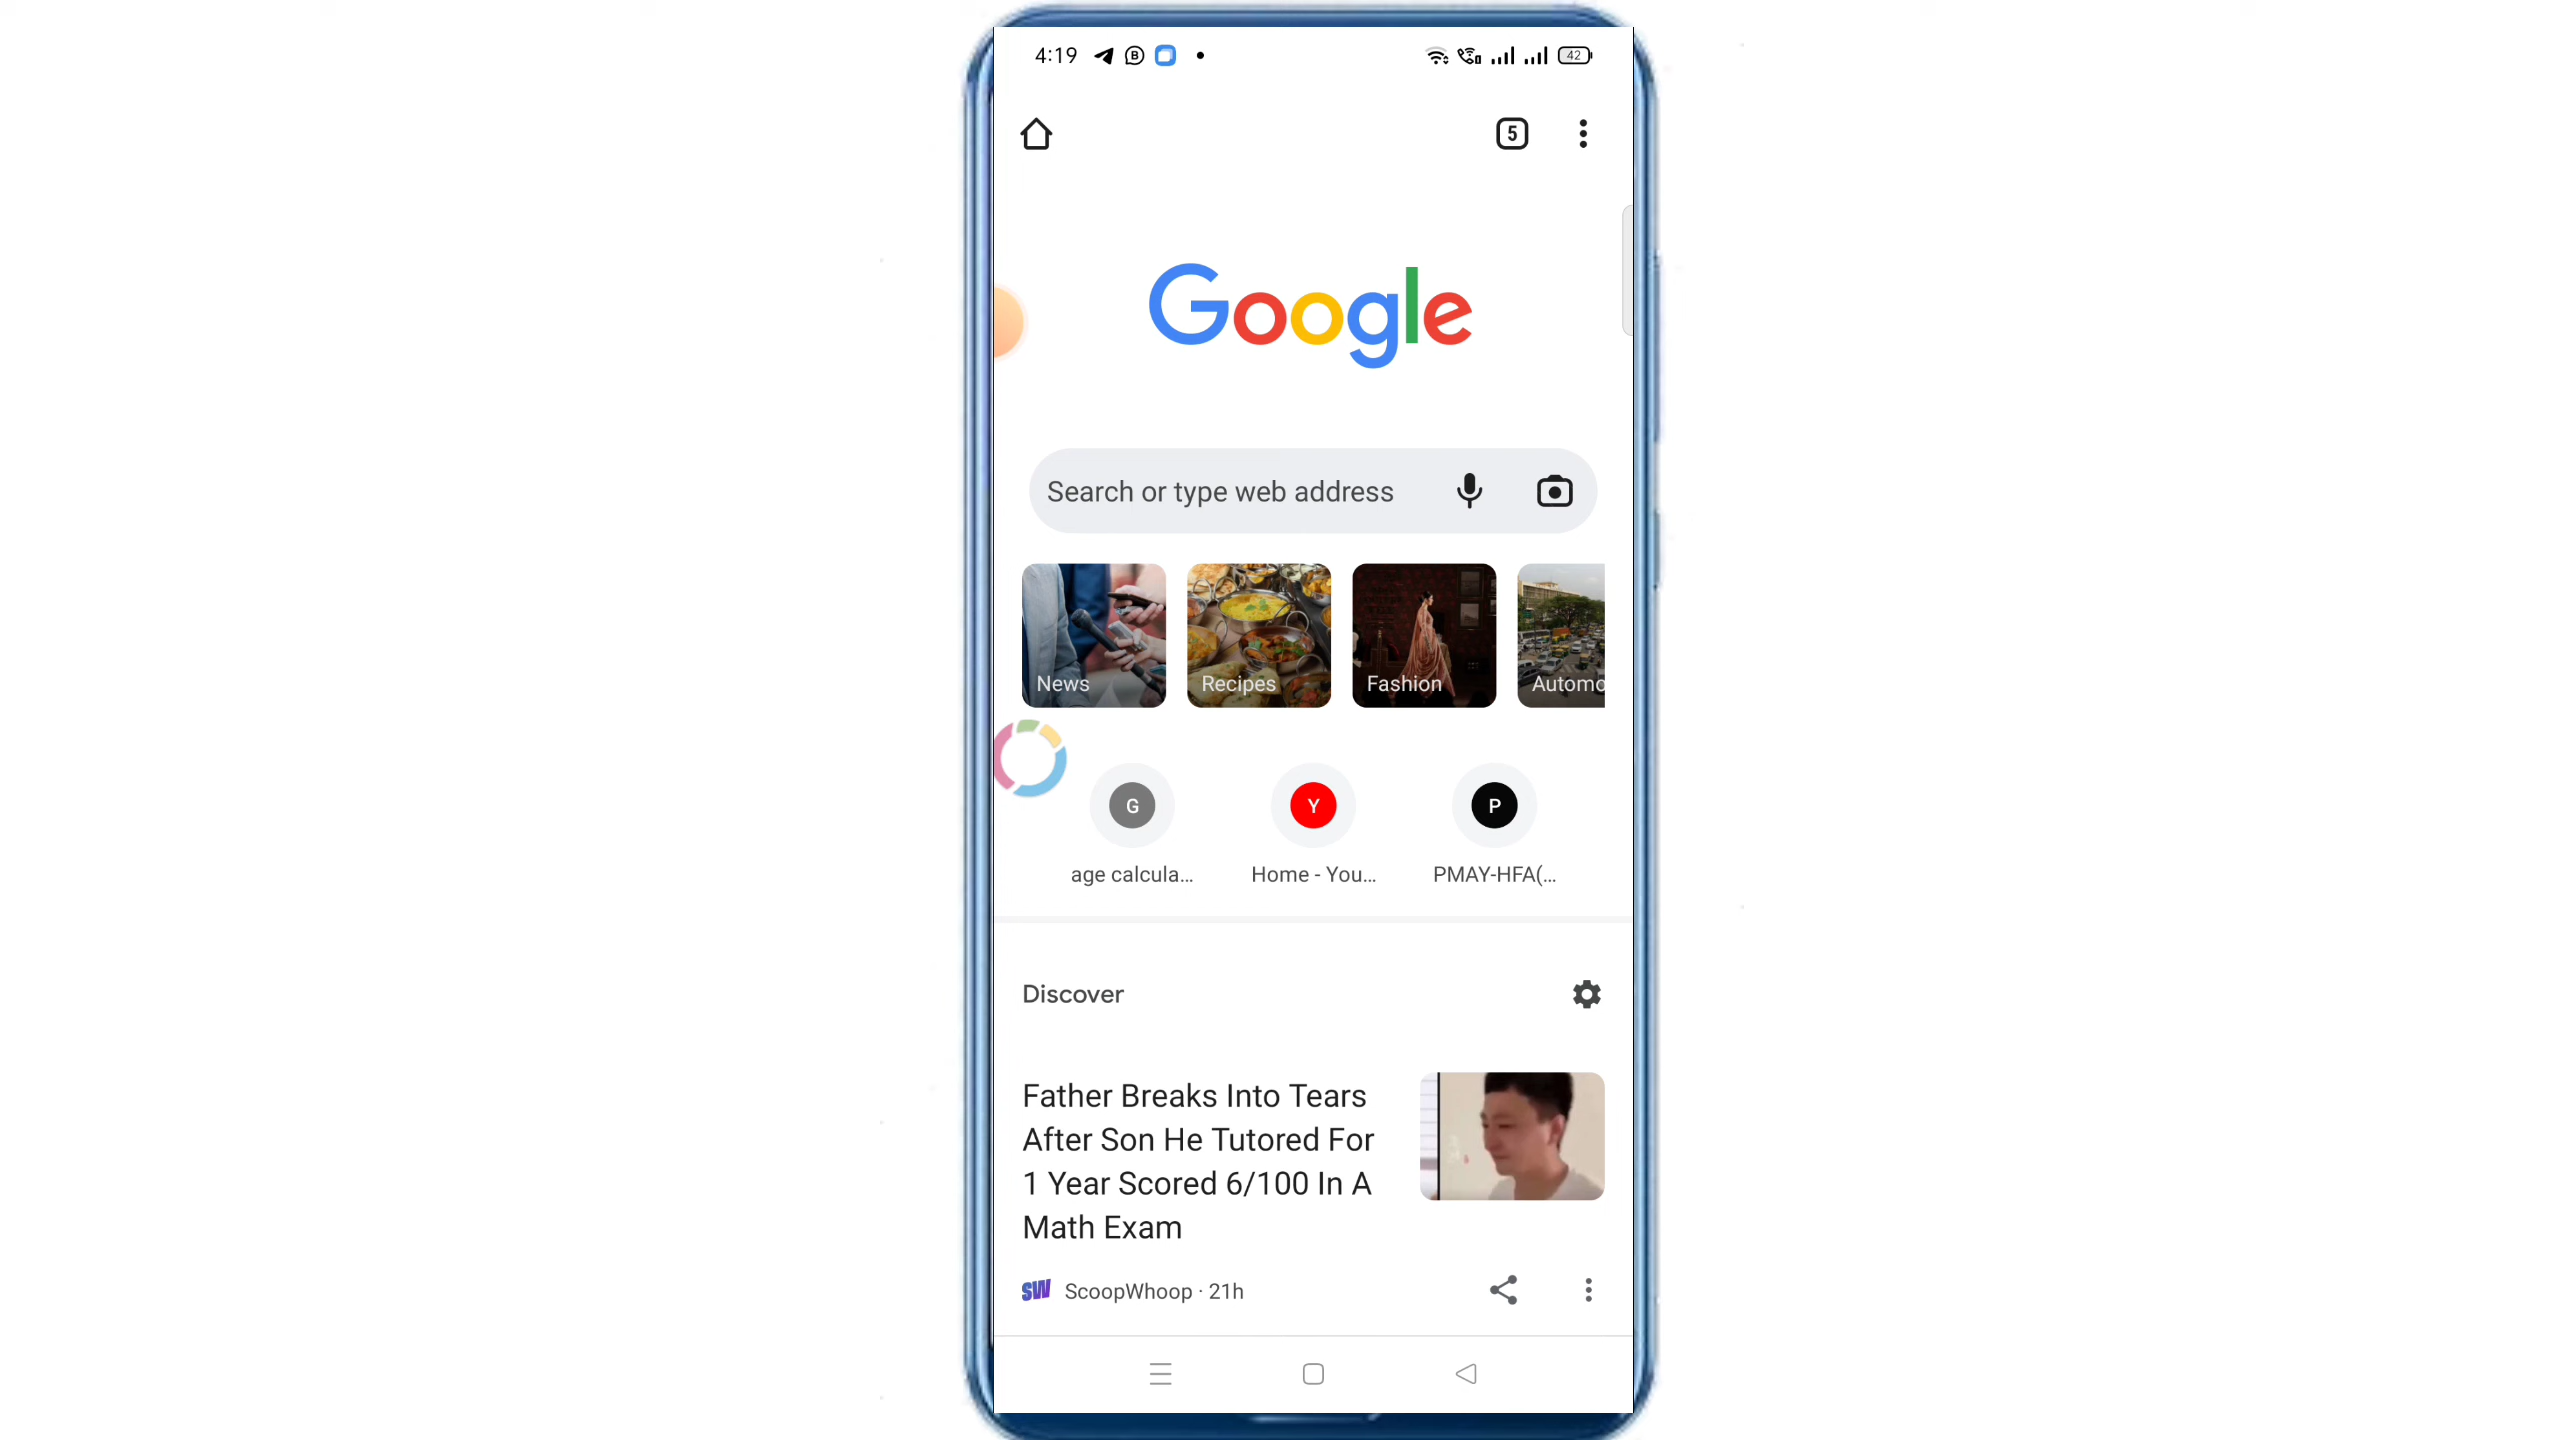 4:19
42
5
Google
Search or type web address
News
Recipes
Fashion
Automo
G
Y
P
age calcula...
Home - You...
PMAY-HFA(...
Discover
Father Breaks Into Tears
After Son He Tutored For
1 Year Scored 6/100 In A
Math Exam
SW ScoopWhoop · 21h